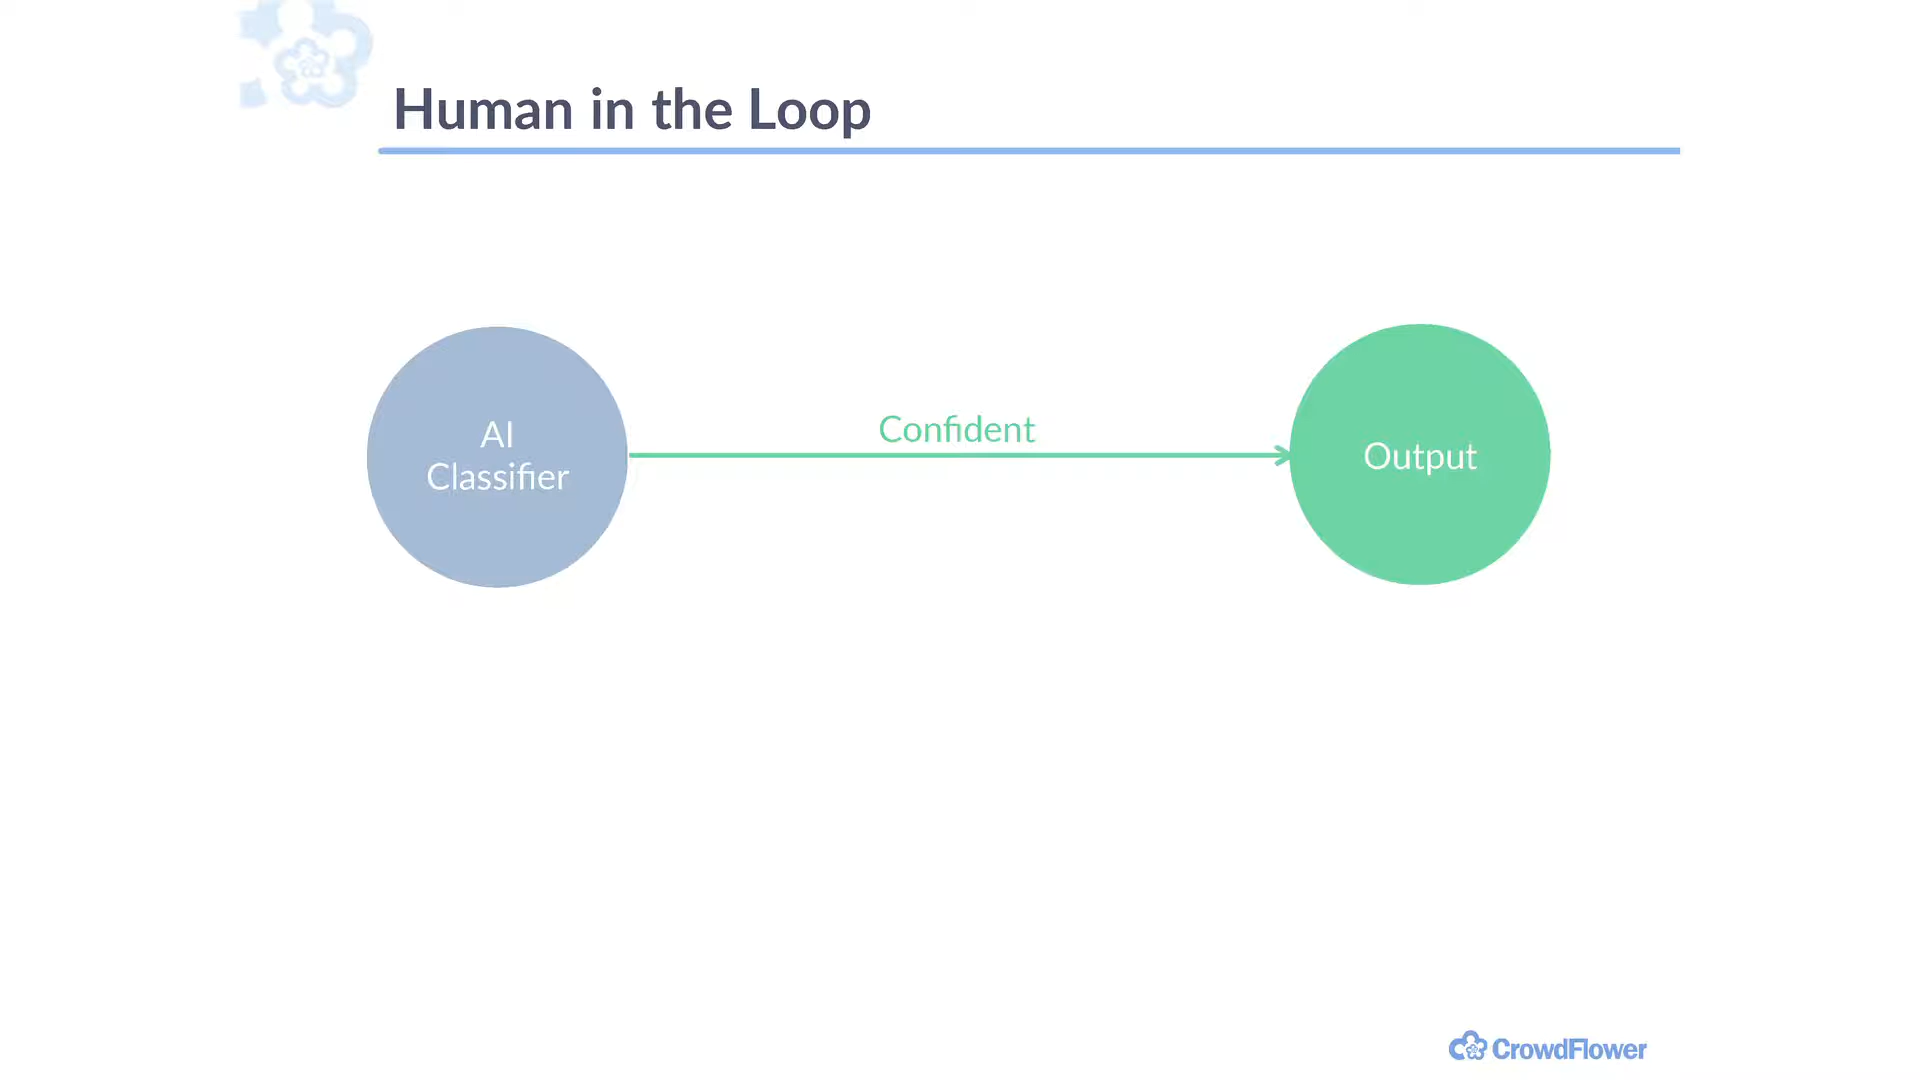 Human in the Loop
AI
Classifier
Confident
Output
CrowdFlower